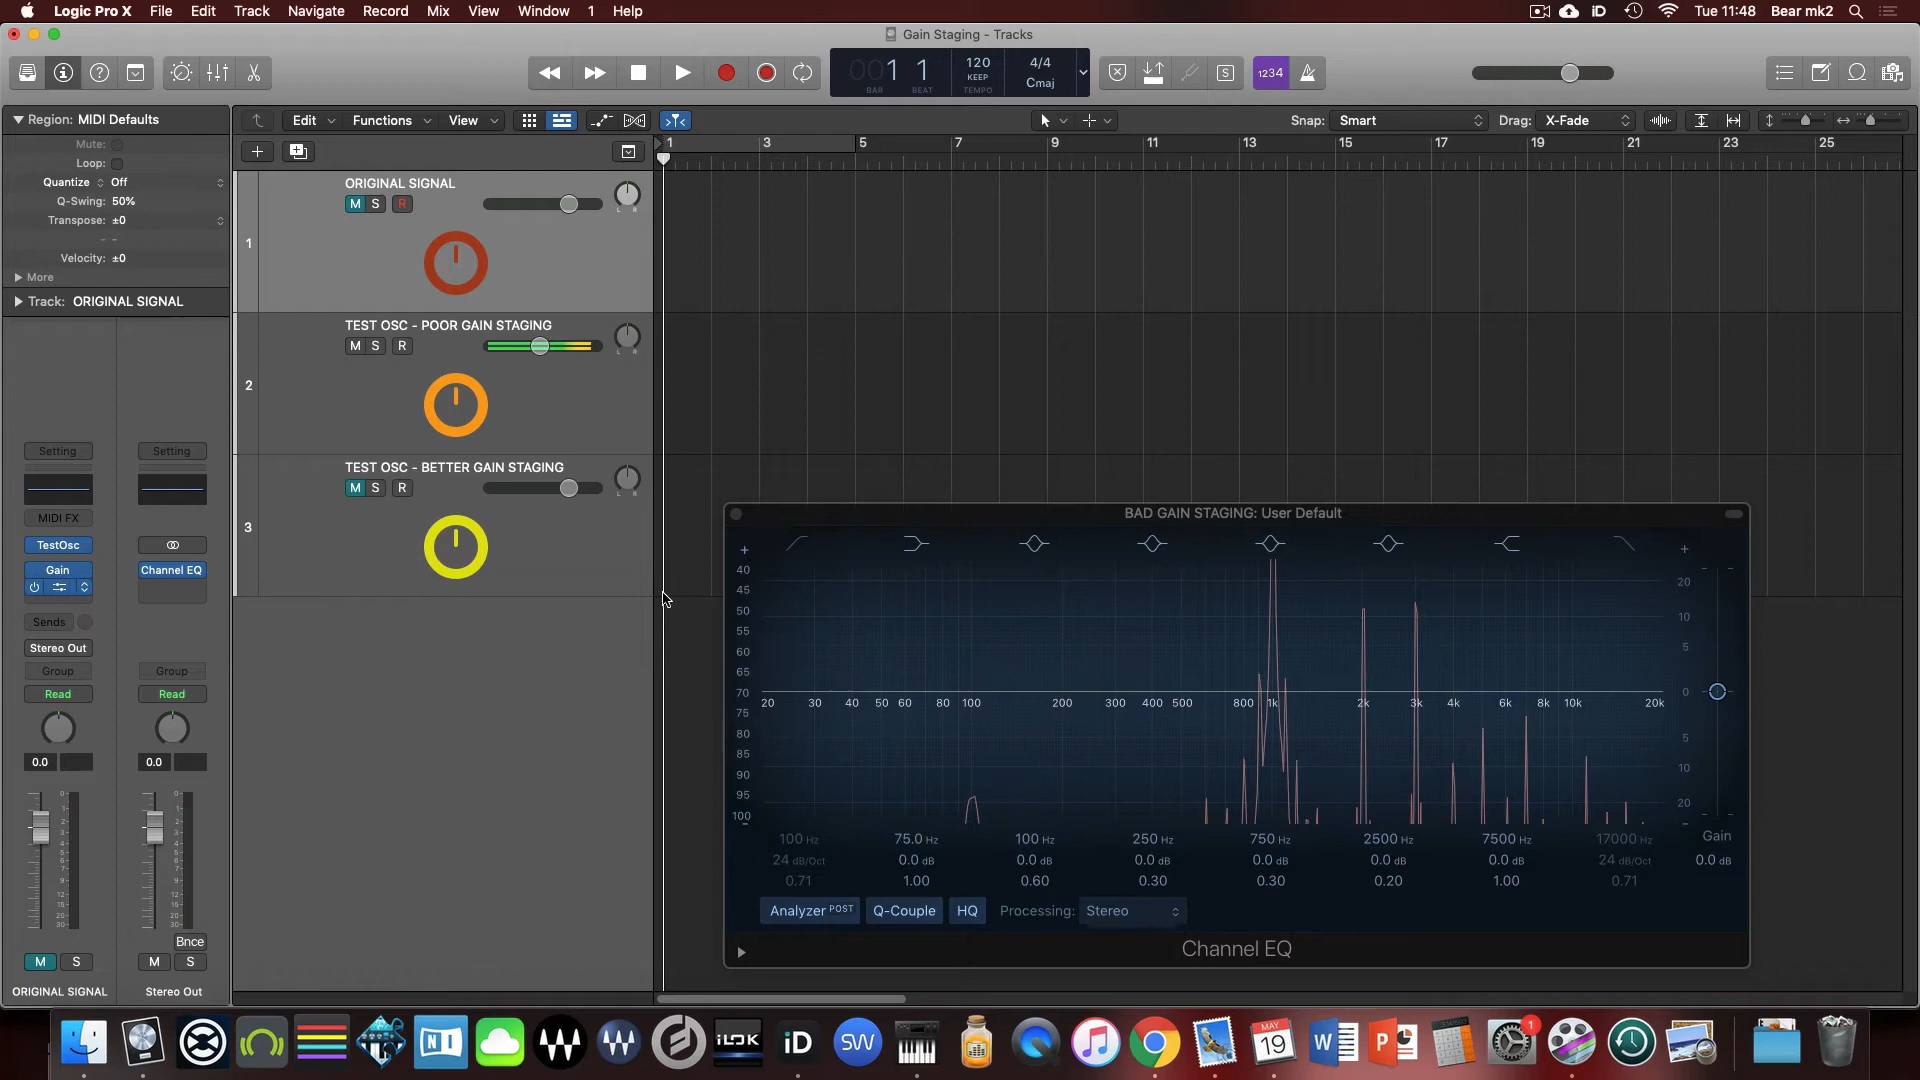 Logic Pro X File Edit Track Navigate Record Mix View Window 1 Help iD Tue 11:48 Bear mk2
Gain Staging - Tracks
1 1 120 4/4
KEEP Cmaj
BAR BEAT TEMPO
S 1234
Region: MIDI Defaults
Mute:
Loop:
Quantize Off
Q-Swing: 50%
Transpose: ±0
- -
Velocity: ±0
More
Track: ORIGINAL SIGNAL
Edit Functions View Snap: Smart Drag: X-Fade
1 3 5 7 9 11 13 15 17 19 21 23 25
1
ORIGINAL SIGNAL
M S R
L R
2
TEST OSC - POOR GAIN STAGING
M S R
L R
3
TEST OSC - BETTER GAIN STAGING
M S R
L R
Setting Setting
MIDI FX
TestOsc
Gain Channel EQ
Sends
Stereo Out
Group Group
Read Read
0.0 0.0
Bnce
M S M S
ORIGINAL SIGNAL Stereo Out
BAD GAIN STAGING: User Default
+ +
40
45
50
55
60
65
70
75
80
85
90
95
100
-
20
10
5
0
5
10
20
-
20 30 40 50 60 80 100 200 300 400 500 800 1k 2k 3k 4k 6k 8k 10k 20k
100 Hz 75.0 Hz 100 Hz 250 Hz 750 Hz 2500 Hz 7500 Hz 17000 Hz Gain
24 dB/Oct 0.0 dB 0.0 dB 0.0 dB 0.0 dB 0.0 dB 0.0 dB 24 dB/Oct 0.0 dB
0.71 1.00 0.60 0.30 0.30 0.20 1.00 0.71
Analyzer POST Q-Couple HQ Processing: Stereo
Channel EQ
NI iLOK iD SW MAY 19 W P 1